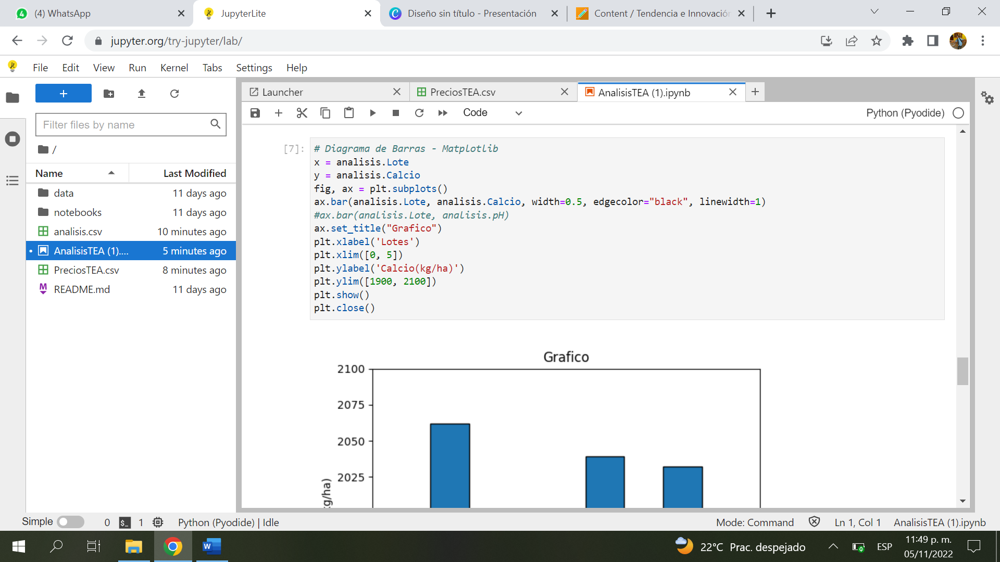 (4) WhatsApp
JupyterLite
Diseño sin título - Presentación
Content / Tendencia e Innovación
jupyter.org/try-jupyter/lab/
File Edit View Run Kernel Tabs Settings Help
Launcher
PreciosTEA.csv
AnalisisTEA (1).ipynb
Filter files by name
Code
Python (Pyodide)
/
Name Last Modified
data 11 days ago
notebooks 11 days ago
analisis.csv 10 minutes ago
AnalisisTEA (1).... 5 minutes ago
PreciosTEA.csv 8 minutes ago
README.md 11 days ago
[7]:
# Diagrama de Barras - Matplotlib
x = analisis.Lote
y = analisis.Calcio
fig, ax = plt.subplots()
ax.bar(analisis.Lote, analisis.Calcio, width=0.5, edgecolor="black", linewidth=1)
#ax.bar(analisis.Lote, analisis.pH)
ax.set_title("Grafico")
plt.xlabel('Lotes')
plt.xlim([0, 5])
plt.ylabel('Calcio(kg/ha)')
plt.ylim([1900, 2100])
plt.show()
plt.close()
Grafico
2100
2075
2050
2025
g/ha)
Simple 0 1 Python (Pyodide) | Idle
Mode: Command Ln 1, Col 1 AnalisisTEA (1).ipynb
22°C Prac. despejado
ESP
11:49 p. m.
05/11/2022